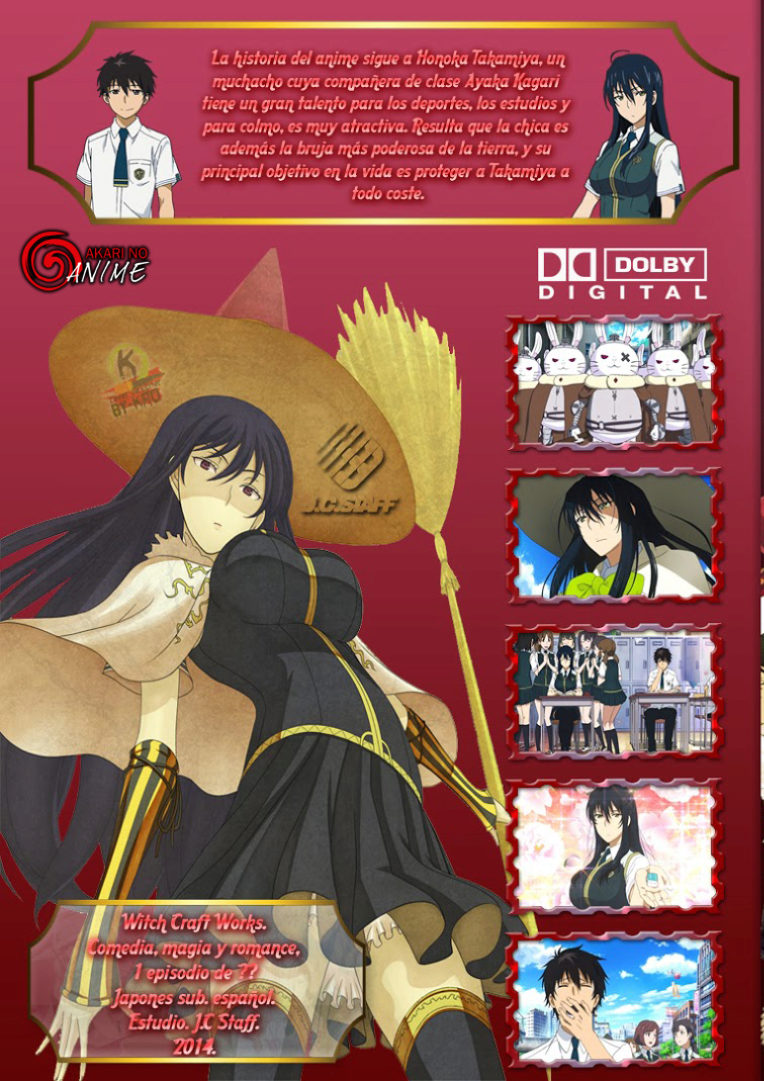 La historia del anime sigue a Honoka Takamiya, un
muchacho cuya compañera de clase Ayaka Kagari
tiene un gran talento para los deportes, los estudios y
para colmo, es muy atractiva. Resulta que la chica es
además la bruja más poderosa de la tierra, y su
principal objetivo en la vida es proteger a Takamiya a
todo coste.
AKARI NO
ANIME
DOLBY
DIGITAL
K
J.C.STAFF
Witch Craft Works.
Comedia, magia y romance,
1 episodio de ??
Japones sub. español.
Estudio. J.C Staff.
2014.